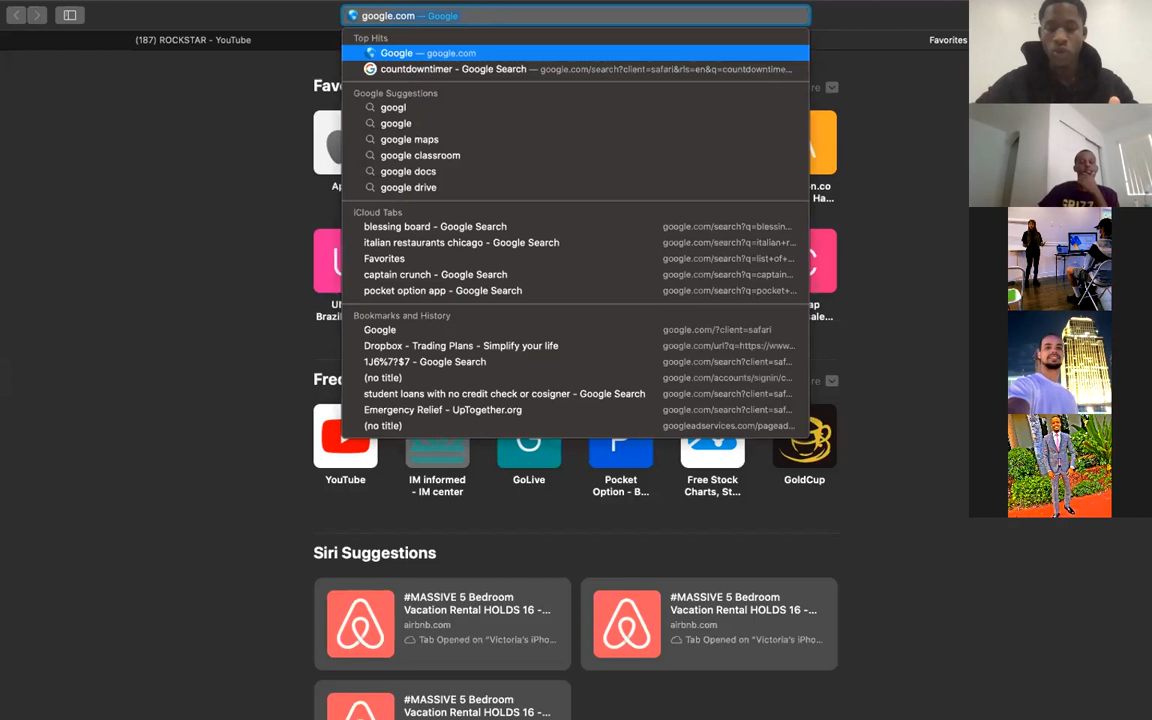 google.com — Google
(187) ROCKSTAR - YouTube
Favorites
Top Hits
Google — google.com
countdowntimer - Google Search — google.com/search?client=safari&rls=en&q=countdowntime...
Google Suggestions
googl
google
google maps
google classroom
google docs
google drive
iCloud Tabs
blessing board - Google Search google.com/search?q=blessin...
italian restaurants chicago - Google Search google.com/search?q=italian+r...
Favorites google.com/search?q=list+of+...
captain crunch - Google Search google.com/search?q=captain...
pocket option app - Google Search google.com/search?q=pocket+...
Bookmarks and History
Google google.com/?client=safari
Dropbox - Trading Plans - Simplify your life google.com/url?q=https://www...
1J6%7?$7 - Google Search google.com/search?client=saf...
(no title) google.com/accounts/signin/c...
student loans with no credit check or cosigner - Google Search google.com/search?client=saf...
Emergency Relief - UpTogether.org google.com/search?client=saf...
(no title) googleadservices.com/pagead...
YouTube
IM informed - IM center
GoLive
Pocket Option - B...
Free Stock Charts, St...
GoldCup
Siri Suggestions
#MASSIVE 5 Bedroom
Vacation Rental HOLDS 16 -...
airbnb.com
Tab Opened on “Victoria's iPho...
#MASSIVE 5 Bedroom
Vacation Rental HOLDS 16 -...
airbnb.com
Tab Opened on “Victoria's iPho...
#MASSIVE 5 Bedroom
Vacation Rental HOLDS 16 -...